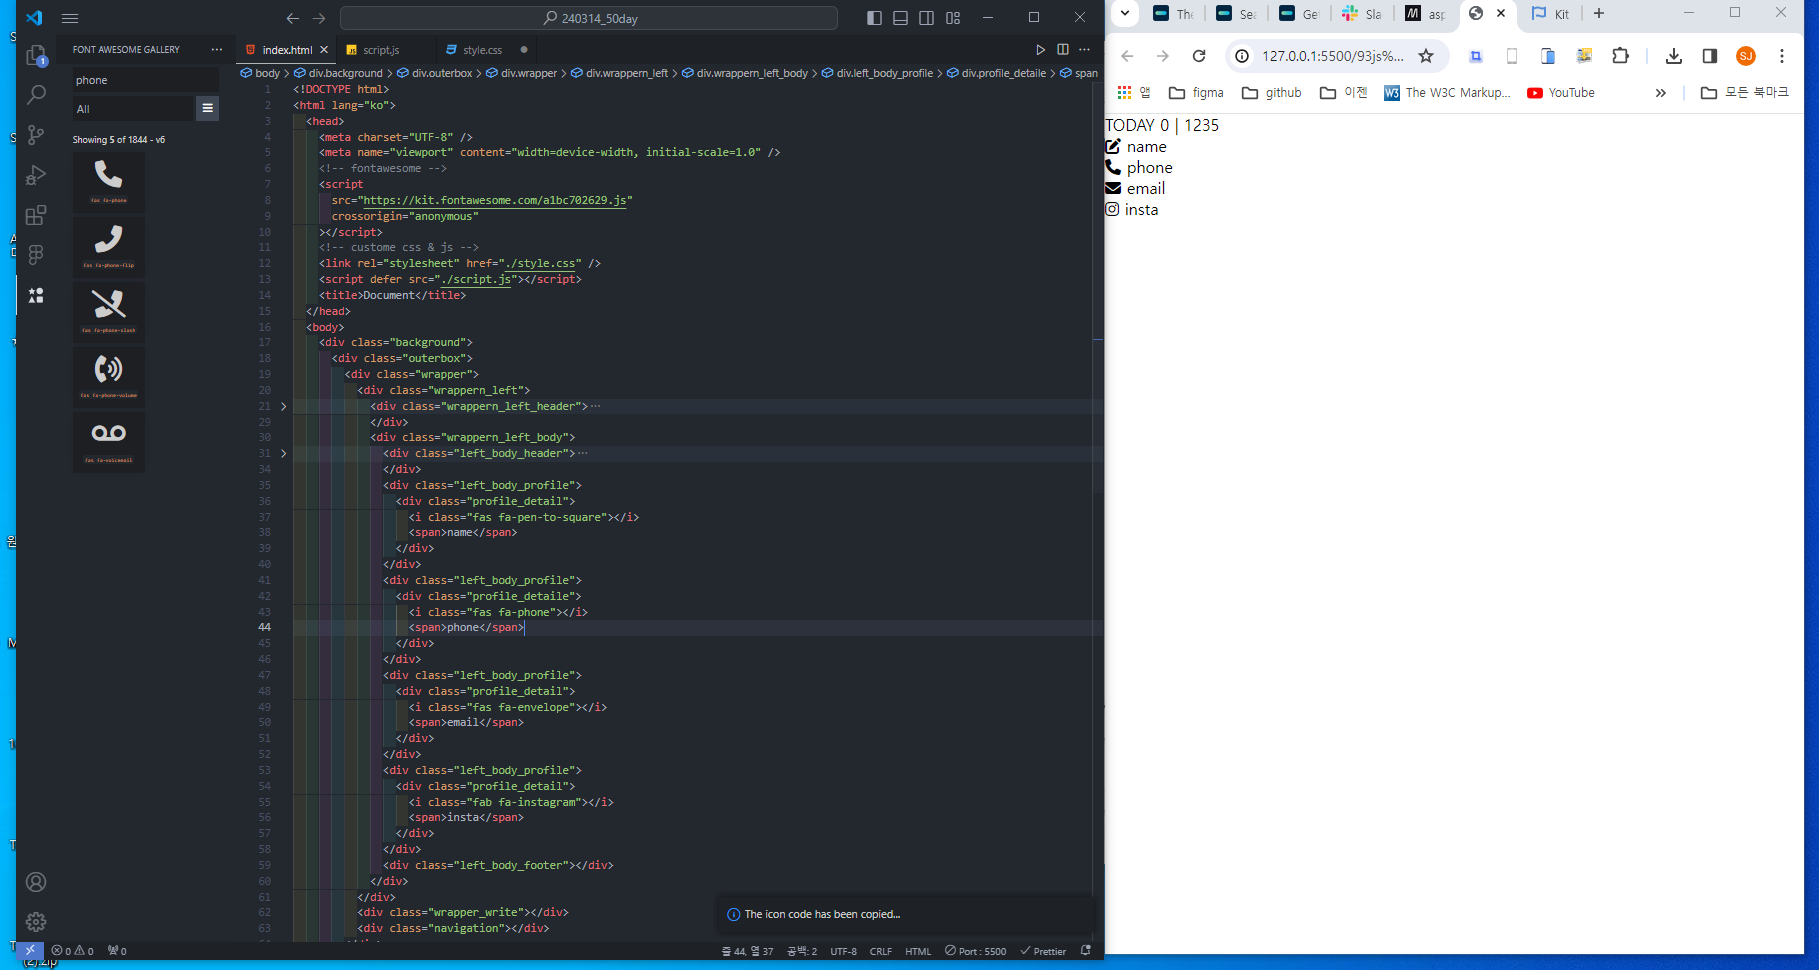 240314_50day
FONT AWESOME GALLERY
phone
All
Showing 5 of 1844 - v6
fas fa-phone
fas fa-phone-flip
fas fa-phone-slash
fas fa-phone-volume
fas fa-voicemail
index.html
script.js
style.css
body > div.background > div.outerbox > div.wrapper > div.wrappern_left > div.wrappern_left_body > div.left_body_profile > div.profile_detaile > span
1 <!DOCTYPE html>
2 <html lang="ko">
3 <head>
4 <meta charset="UTF-8" />
5 <meta name="viewport" content="width=device-width, initial-scale=1.0" />
6 <!-- fontawesome -->
7 <script
8 src="https://kit.fontawesome.com/a1bc702629.js"
9 crossorigin="anonymous"
10 ></script>
11 <!-- custome css & js -->
12 <link rel="stylesheet" href="./style.css" />
13 <script defer src="./script.js"></script>
14 <title>Document</title>
15 </head>
16 <body>
17 <div class="background">
18 <div class="outerbox">
19 <div class="wrapper">
20 <div class="wrappern_left">
21 <div class="wrappern_left_header">···
29 </div>
30 <div class="wrappern_left_body">
31 <div class="left_body_header">···
34 </div>
35 <div class="left_body_profile">
36 <div class="profile_detail">
37 <i class="fas fa-pen-to-square"></i>
38 <span>name</span>
39 </div>
40 </div>
41 <div class="left_body_profile">
42 <div class="profile_detaile">
43 <i class="fas fa-phone"></i>
44 <span>phone</span>
45 </div>
46 </div>
47 <div class="left_body_profile">
48 <div class="profile_detail">
49 <i class="fas fa-envelope"></i>
50 <span>email</span>
51 </div>
52 </div>
53 <div class="left_body_profile">
54 <div class="profile_detail">
55 <i class="fab fa-instagram"></i>
56 <span>insta</span>
57 </div>
58 </div>
59 <div class="left_body_footer"></div>
60 </div>
61 </div>
62 <div class="wrapper_write"></div>
63 <div class="navigation"></div>
The icon code has been copied...
0 0 0
줄 44, 열 37 공백: 2 UTF-8 CRLF HTML Port : 5500 Prettier
The
Sea
Get
Sla
asp
Kit
127.0.0.1:5500/93js%...
SJ
앱 figma github 이젠 The W3C Markup... YouTube » 모든 북마크
TODAY 0 | 1235
name
phone
email
insta